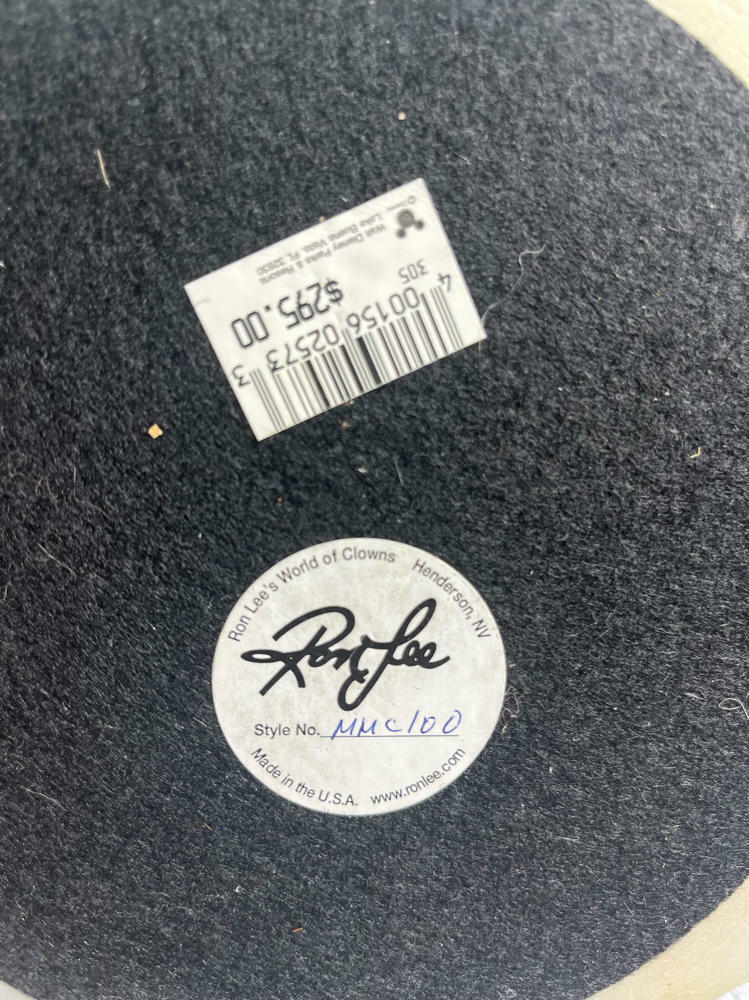 4 00156 02573 3
305
$295.00
©Disney
Walt Disney Parks & Resorts
Lake Buena Vista, FL 32830
Ron Lee's World of Clowns Henderson, NV
Ron Lee
Style No. MMC100
Made in the U.S.A. www.ronlee.com